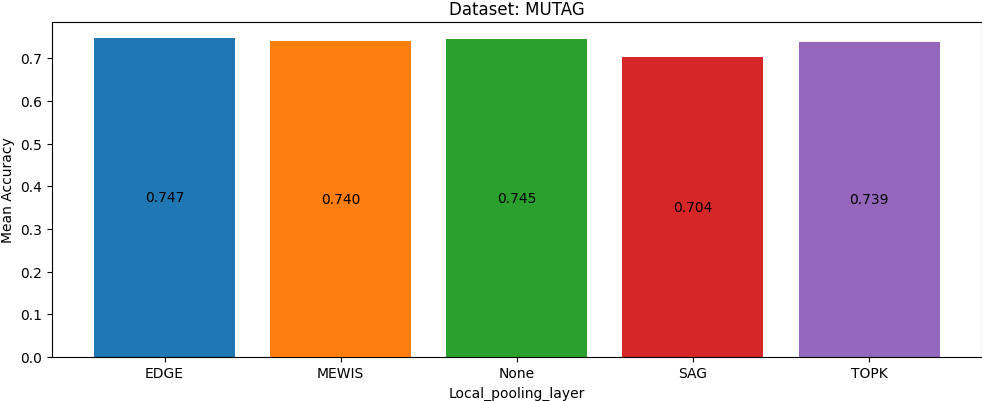 Dataset: MUTAG
Mean Accuracy
0.7
0.6
0.5
0.4
0.3
0.2
0.1
0.0
0.747
0.740
0.745
0.704
0.739
EDGE
MEWIS
None
SAG
TOPK
Local_pooling_layer